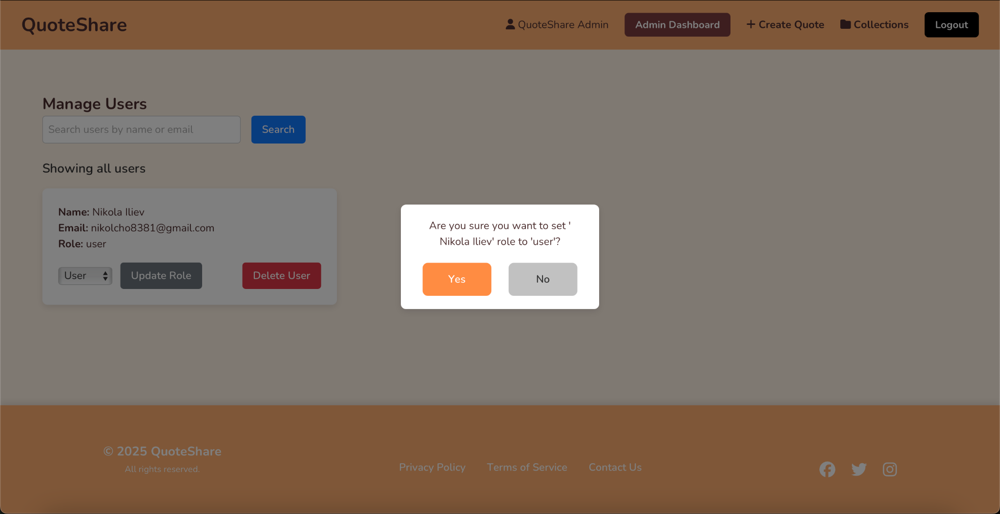 QuoteShare
QuoteShare Admin
Admin Dashboard
+ Create Quote
Collections
Logout
Manage Users
Search users by name or email
Search
Showing all users
Name: Nikola Iliev
Email: nikolcho8381@gmail.com
Role: user
User
Update Role
Delete User
Are you sure you want to set '
Nikola Iliev' role to 'user'?
Yes
No
© 2025 QuoteShare
All rights reserved.
Privacy Policy
Terms of Service
Contact Us